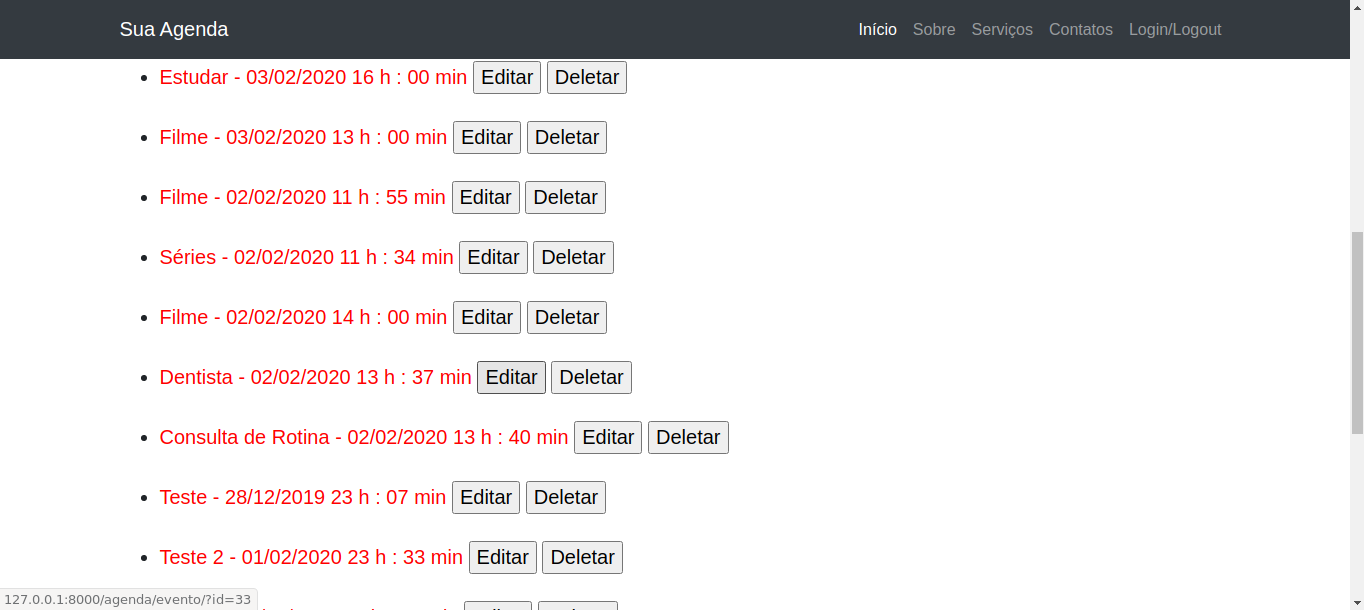 Sua Agenda Início Sobre Serviços Contatos Login/Logout
Estudar - 03/02/2020 16 h : 00 min Editar Deletar
Filme - 03/02/2020 13 h : 00 min Editar Deletar
Filme - 02/02/2020 11 h : 55 min Editar Deletar
Séries - 02/02/2020 11 h : 34 min Editar Deletar
Filme - 02/02/2020 14 h : 00 min Editar Deletar
Dentista - 02/02/2020 13 h : 37 min Editar Deletar
Consulta de Rotina - 02/02/2020 13 h : 40 min Editar Deletar
Teste - 28/12/2019 23 h : 07 min Editar Deletar
Teste 2 - 01/02/2020 23 h : 33 min Editar Deletar
127.0.0.1:8000/agenda/evento/?id=33